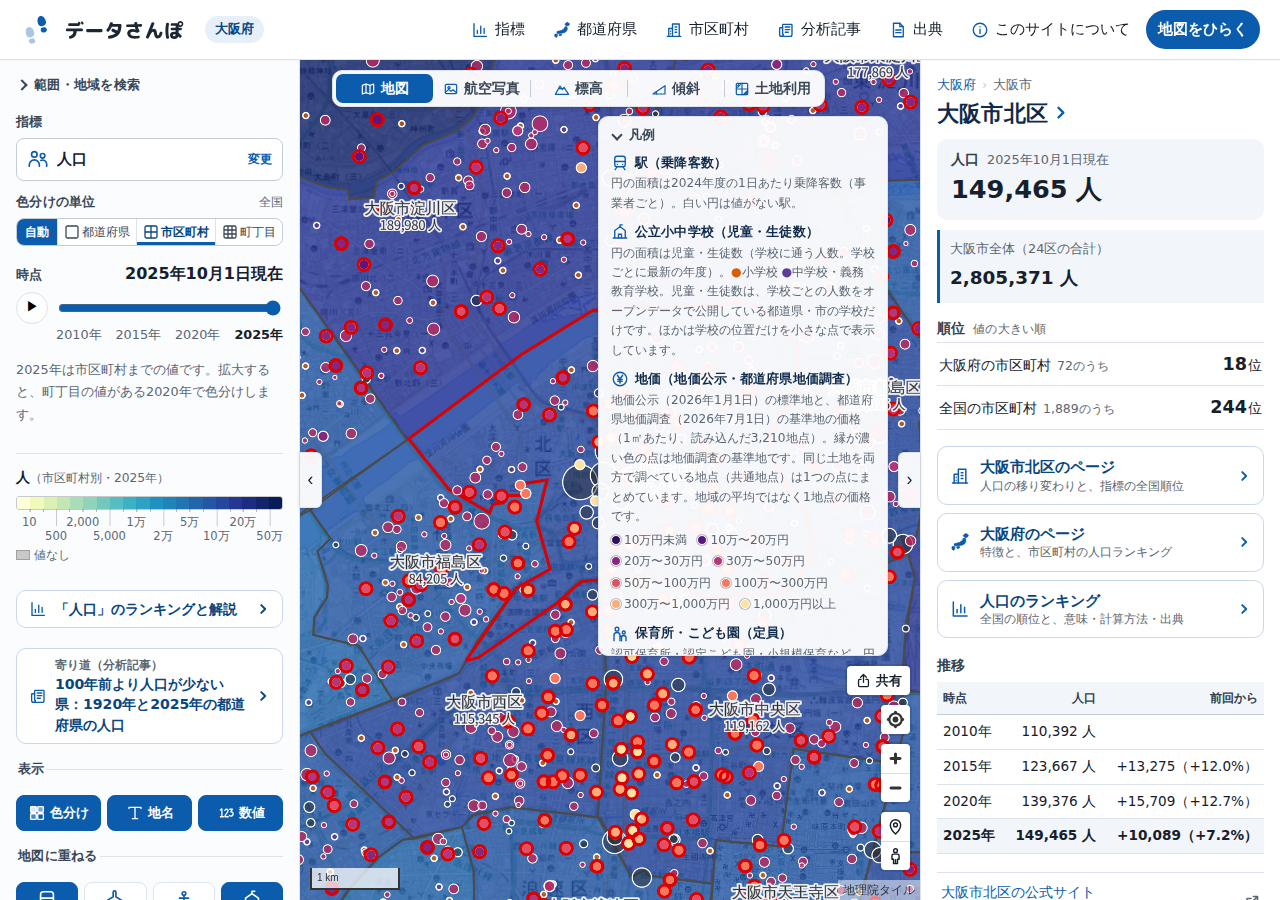 データさんぽ 大阪府 指標 都道府県 市区町村 分析記事 出典 このサイトについて 地図をひらく
範囲・地域を検索
指標
人口 変更
色分けの単位 全国
自動 都道府県 市区町村 町丁目
時点 2025年10月1日現在
2010年 2015年 2020年 2025年
2025年は市区町村までの値です。拡大する
と、町丁目の値がある2020年で色分けしま
す。
人（市区町村別・2025年）
10 2,000 1万 5万 20万
500 5,000 2万 10万 50万
値なし
「人口」のランキングと解説
寄り道（分析記事）
100年前より人口が少ない
県：1920年と2025年の都道
府県の人口
表示
色分け 地名 123 数値
地図に重ねる
地図 航空写真 標高 傾斜 土地利用
177,869人
大阪市淀川区
189,980人
北
区
大阪市福島区
84,205人
大阪市西区
115,345人
大阪市中央区
119,162人
大阪市天王寺区
1 km
地理院タイル
共有
凡例
駅（乗降客数）
円の面積は2024年度の1日あたり乗降客数（事
業者ごと）。白い円は値がない駅。
公立小中学校（児童・生徒数）
円の面積は児童・生徒数（学校に通う人数。学校
ごとに最新の年度）。●小学校 ●中学校・義務
教育学校。児童・生徒数は、学校ごとの人数をオ
ープンデータで公開している都道府県・市の学校だ
けです。ほかは学校の位置だけを小さな点で表示
しています。
地価（地価公示・都道府県地価調査）
地価公示（2026年1月1日）の標準地と、都道府
県地価調査（2026年7月1日）の基準地の価格
（1㎡あたり、読み込んだ3,210地点）。縁が濃
い色の点は地価調査の基準地です。同じ土地を両
方で調べている地点（共通地点）は1つの点にま
とめています。地域の平均ではなく1地点の価格
です。
10万円未満 10万〜20万円
20万〜30万円 30万〜50万円
50万〜100万円 100万〜300万円
300万〜1,000万円 1,000万円以上
保育所・こども園（定員）
認可保育所・認定こども園・小規模保育など。円
大阪府 › 大阪市
大阪市北区
人口 2025年10月1日現在
149,465 人
大阪市全体（24区の合計）
2,805,371 人
順位 値の大きい順
大阪府の市区町村 72のうち 18位
全国の市区町村 1,889のうち 244位
大阪市北区のページ
人口の移り変わりと、指標の全国順位
大阪府のページ
特徴と、市区町村の人口ランキング
人口のランキング
全国の順位と、意味・計算方法・出典
推移
時点 人口 前回から
2010年 110,392 人
2015年 123,667 人 +13,275（+12.0%）
2020年 139,376 人 +15,709（+12.7%）
2025年 149,465 人 +10,089（+7.2%）
大阪市北区の公式サイト